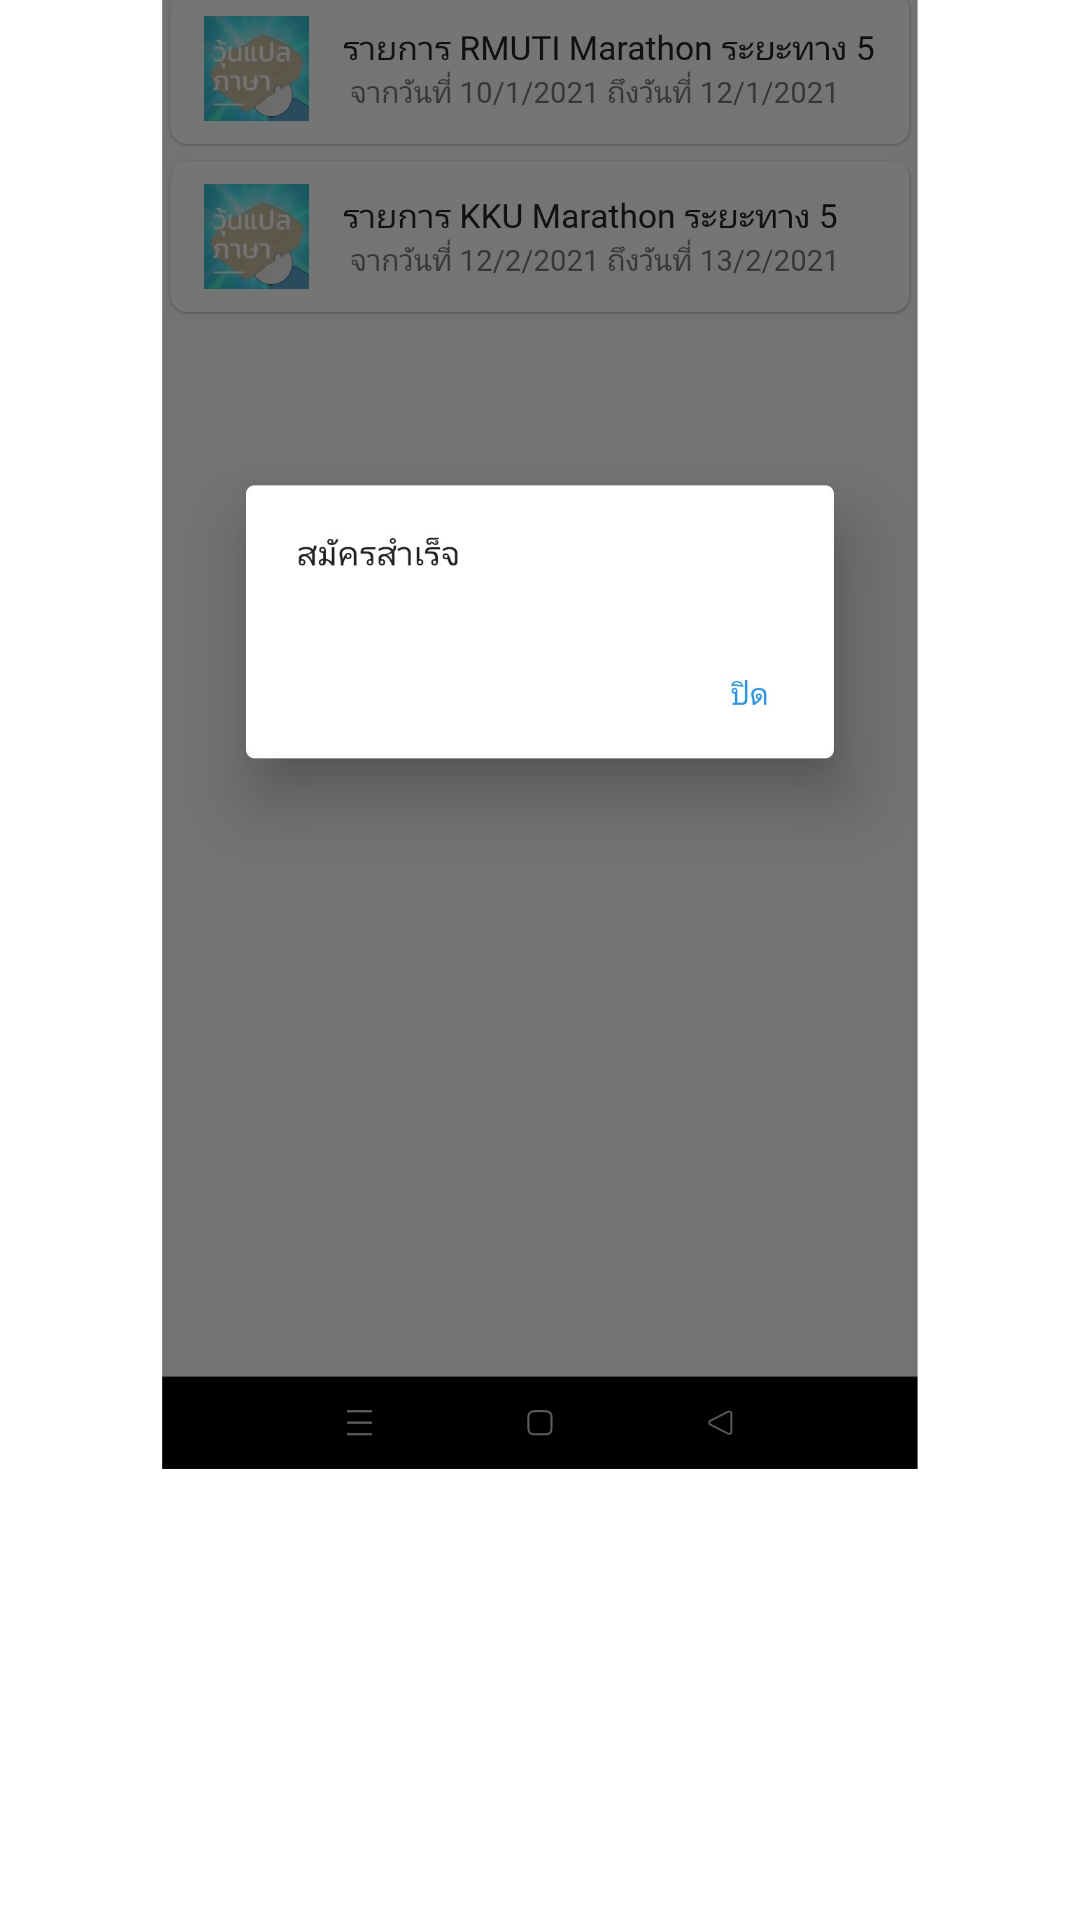 วุ้นแปล
ภาษา
รายการ RMUTI Marathon ระยะทาง 5
จากวันที่ 10/1/2021 ถึงวันที่ 12/1/2021
วุ้นแปล
ภาษา
รายการ KKU Marathon ระยะทาง 5
จากวันที่ 12/2/2021 ถึงวันที่ 13/2/2021
สมัครสำเร็จ
ปิด